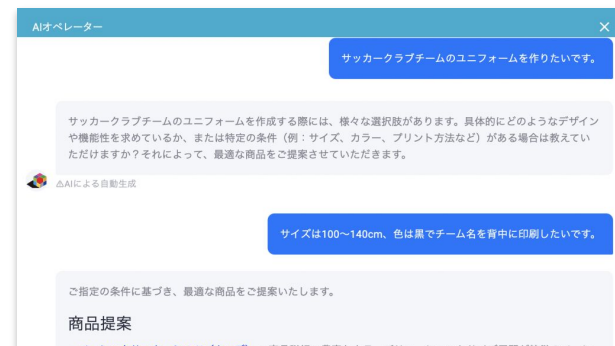 AIオペレーター
サッカークラブチームのユニフォームを作りたいです。
サッカークラブチームのユニフォームを作成する際には、様々な選択肢があります。具体的にどのようなデザイン
や機能性を求めているか、または特定の条件（例：サイズ、カラー、プリント方法など）がある場合は教えてい
ただけますか？それによって、最適な商品をご提案させていただきます。
⚠AIによる自動生成
サイズは100〜140cm、色は黒でチーム名を背中に印刷したいです。
ご指定の条件に基づき、最適な商品をご提案いたします。
商品提案